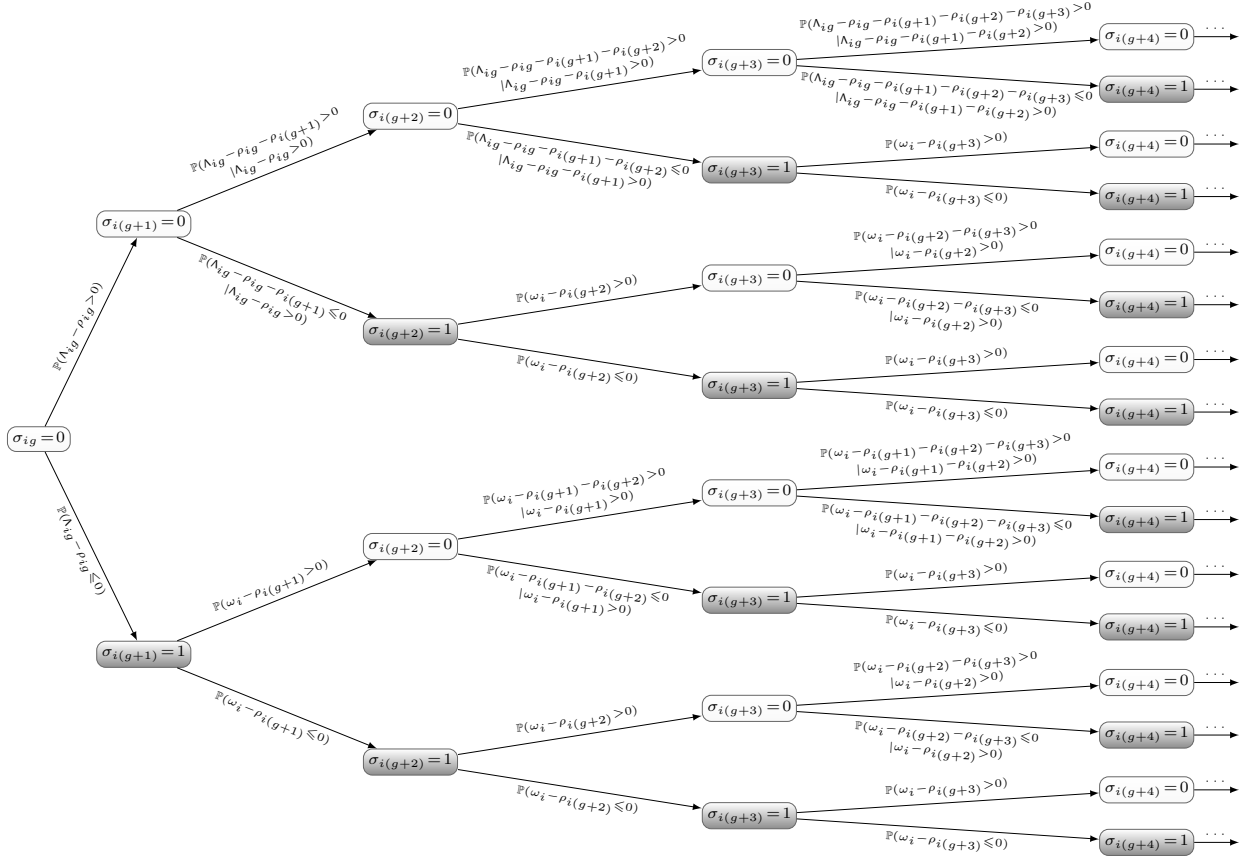 ℙ(Λ_{ig}−ρ_{ig}−ρ_{i(g+1)}−ρ_{i(g+2)}−ρ_{i(g+3)}>0
|Λ_{ig}−ρ_{ig}−ρ_{i(g+1)}−ρ_{i(g+2)}>0)
σ_{i(g+4)}=0
...
ℙ(Λ_{ig}−ρ_{ig}−ρ_{i(g+1)}−ρ_{i(g+2)}>0
|Λ_{ig}−ρ_{ig}−ρ_{i(g+1)}>0)
σ_{i(g+3)}=0
ℙ(Λ_{ig}−ρ_{ig}−ρ_{i(g+1)}−ρ_{i(g+2)}−ρ_{i(g+3)}⩽0
|Λ_{ig}−ρ_{ig}−ρ_{i(g+1)}−ρ_{i(g+2)}>0)
σ_{i(g+4)}=1
...
σ_{i(g+2)}=0
ℙ(Λ_{ig}−ρ_{ig}−ρ_{i(g+1)}−ρ_{i(g+2)}⩽0
|Λ_{ig}−ρ_{ig}−ρ_{i(g+1)}>0)
σ_{i(g+3)}=1
ℙ(ω_i−ρ_{i(g+3)}>0)
σ_{i(g+4)}=0
...
ℙ(ω_i−ρ_{i(g+3)}⩽0)
σ_{i(g+4)}=1
...
ℙ(Λ_{ig}−ρ_{ig}−ρ_{i(g+1)}>0
|Λ_{ig}−ρ_{ig}>0)
σ_{i(g+1)}=0
ℙ(Λ_{ig}−ρ_{ig}−ρ_{i(g+1)}⩽0
|Λ_{ig}−ρ_{ig}>0)
σ_{i(g+2)}=1
ℙ(ω_i−ρ_{i(g+2)}>0)
σ_{i(g+3)}=0
ℙ(ω_i−ρ_{i(g+2)}−ρ_{i(g+3)}>0
|ω_i−ρ_{i(g+2)}>0)
σ_{i(g+4)}=0
...
ℙ(ω_i−ρ_{i(g+2)}−ρ_{i(g+3)}⩽0
|ω_i−ρ_{i(g+2)}>0)
σ_{i(g+4)}=1
...
ℙ(ω_i−ρ_{i(g+2)}⩽0)
σ_{i(g+3)}=1
ℙ(ω_i−ρ_{i(g+3)}>0)
σ_{i(g+4)}=0
...
ℙ(ω_i−ρ_{i(g+3)}⩽0)
σ_{i(g+4)}=1
...
ℙ(Λ_{ig}−ρ_{ig}>0)
σ_{ig}=0
ℙ(Λ_{ig}−ρ_{ig}⩽0)
σ_{i(g+1)}=1
ℙ(ω_i−ρ_{i(g+1)}>0)
σ_{i(g+2)}=0
ℙ(ω_i−ρ_{i(g+1)}−ρ_{i(g+2)}>0
|ω_i−ρ_{i(g+1)}>0)
σ_{i(g+3)}=0
ℙ(ω_i−ρ_{i(g+1)}−ρ_{i(g+2)}−ρ_{i(g+3)}>0
|ω_i−ρ_{i(g+1)}−ρ_{i(g+2)}>0)
σ_{i(g+4)}=0
...
ℙ(ω_i−ρ_{i(g+1)}−ρ_{i(g+2)}−ρ_{i(g+3)}⩽0
|ω_i−ρ_{i(g+1)}−ρ_{i(g+2)}>0)
σ_{i(g+4)}=1
...
ℙ(ω_i−ρ_{i(g+1)}−ρ_{i(g+2)}⩽0
|ω_i−ρ_{i(g+1)}>0)
σ_{i(g+3)}=1
ℙ(ω_i−ρ_{i(g+3)}>0)
σ_{i(g+4)}=0
...
ℙ(ω_i−ρ_{i(g+3)}⩽0)
σ_{i(g+4)}=1
...
ℙ(ω_i−ρ_{i(g+1)}⩽0)
σ_{i(g+2)}=1
ℙ(ω_i−ρ_{i(g+2)}>0)
σ_{i(g+3)}=0
ℙ(ω_i−ρ_{i(g+2)}−ρ_{i(g+3)}>0
|ω_i−ρ_{i(g+2)}>0)
σ_{i(g+4)}=0
...
ℙ(ω_i−ρ_{i(g+2)}−ρ_{i(g+3)}⩽0
|ω_i−ρ_{i(g+2)}>0)
σ_{i(g+4)}=1
...
ℙ(ω_i−ρ_{i(g+2)}⩽0)
σ_{i(g+3)}=1
ℙ(ω_i−ρ_{i(g+3)}>0)
σ_{i(g+4)}=0
...
ℙ(ω_i−ρ_{i(g+3)}⩽0)
σ_{i(g+4)}=1
...